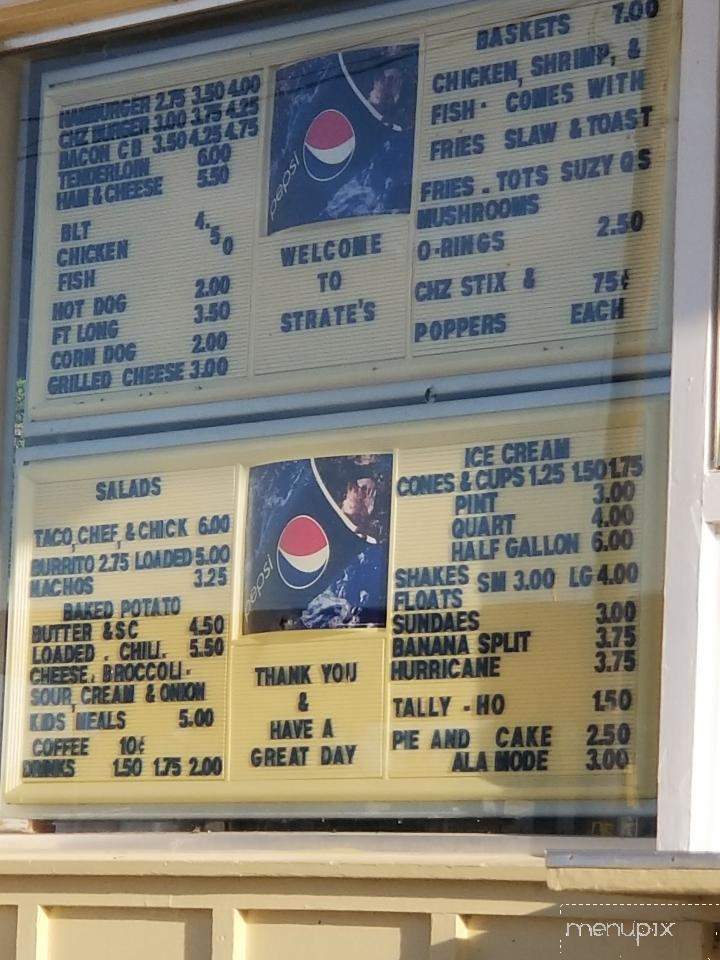 HAMBURGER 2.75 3.50 4.00
CHZ BURGER 3.00 3.75 4.25
BACON CB 3.50 4.25 4.75
TENDERLOIN 6.00
HAM & CHEESE 5.50
BLT
CHICKEN 4.50
FISH
HOT DOG 2.00
FT LONG 3.50
CORN DOG 2.00
GRILLED CHEESE 3.00
pepsi
WELCOME
TO
STRATE'S
BASKETS 7.00
CHICKEN, SHRIMP, &
FISH · COMES WITH
FRIES SLAW & TOAST
FRIES . TOTS SUZY QS
MUSHROOMS
O-RINGS 2.50
CHZ STIX & 75¢
POPPERS EACH
SALADS
TACO, CHEF, & CHICK 6.00
BURRITO 2.75 LOADED 5.00
NACHOS 3.25
BAKED POTATO
BUTTER & SC 4.50
LOADED . CHILI. 5.50
CHEESE. BROCCOLI.
SOUR, CREAM & ONION
KIDS MEALS 5.00
COFFEE 10¢
DRINKS 1.50 1.75 2.00
pepsi
THANK YOU
&
HAVE A
GREAT DAY
ICE CREAM
CONES & CUPS 1.25 1.50 1.75
PINT 3.00
QUART 4.00
HALF GALLON 6.00
SHAKES SM 3.00 LG 4.00
FLOATS
SUNDAES 3.00
BANANA SPLIT 3.75
HURRICANE 3.75
TALLY - HO 1.50
PIE AND CAKE 2.50
ALA MODE 3.00
menupix